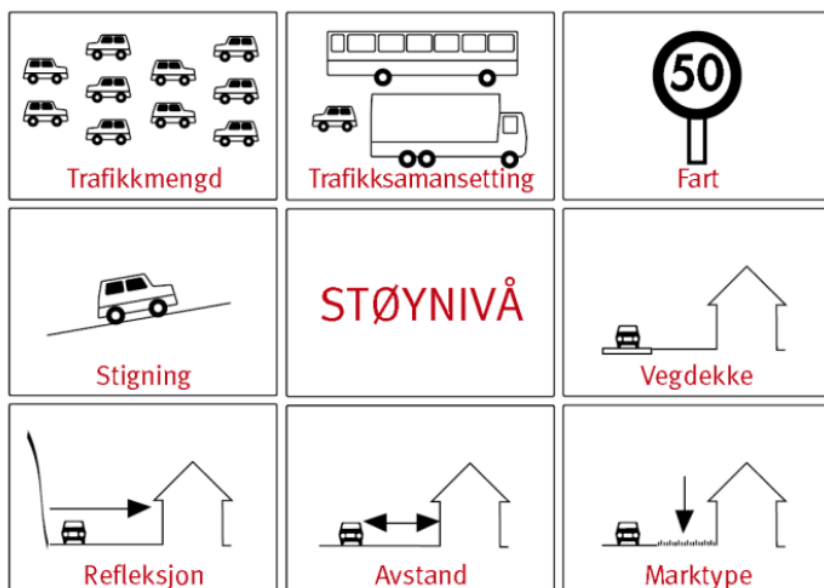 Trafikkmengd
Trafikksamansetting
50
Fart
Stigning
STØYNIVÅ
Vegdekke
Refleksjon
Avstand
Marktype